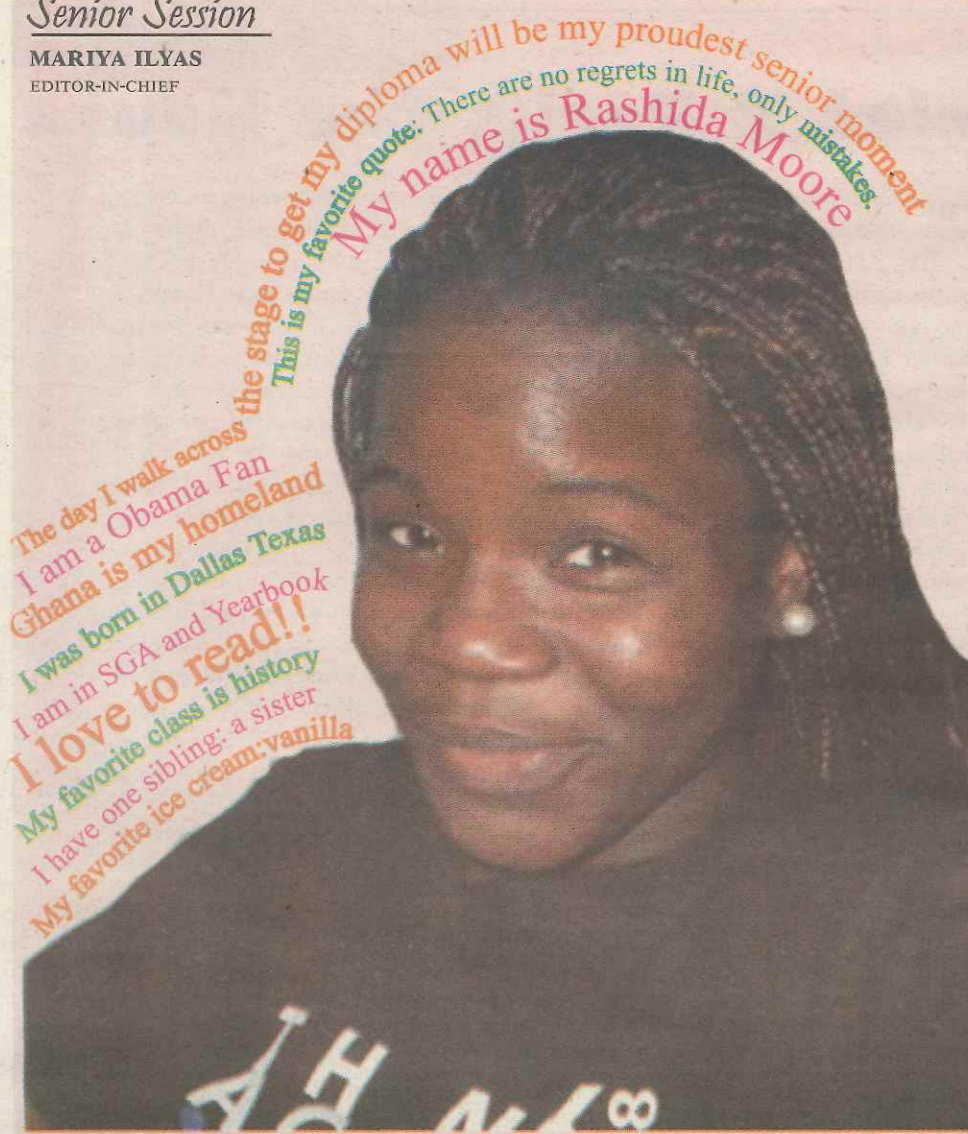 Senior Session
MARIYA ILYAS
EDITOR-IN-CHIEF
The day I walk across the stage to get my diploma will be my proudest senior moment
This is my favorite quote: There are no regrets in life, only mistakes.
My name is Rashida Moore
I am a Obama Fan
Ghana is my homeland
I was born in Dallas Texas
I am in SGA and Yearbook
I love to read!!
My favorite class is history
I have one sibling: a sister
My favorite ice cream:vanilla